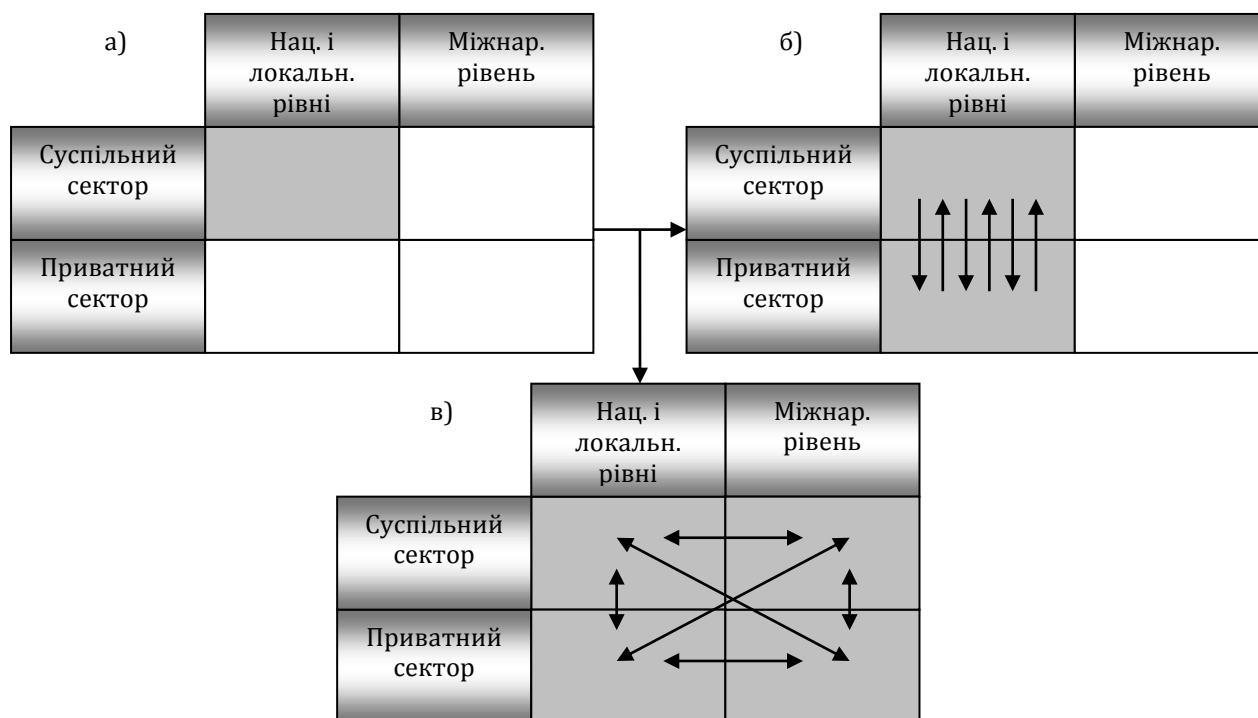 а)
Нац. і
локальн.
рівні
Міжнар.
рівень
Суспільний
сектор
Приватний
сектор
б)
Нац. і
локальн.
рівні
Міжнар.
рівень
Суспільний
сектор
Приватний
сектор
в)
Нац. і
локальн.
рівні
Міжнар.
рівень
Суспільний
сектор
Приватний
сектор